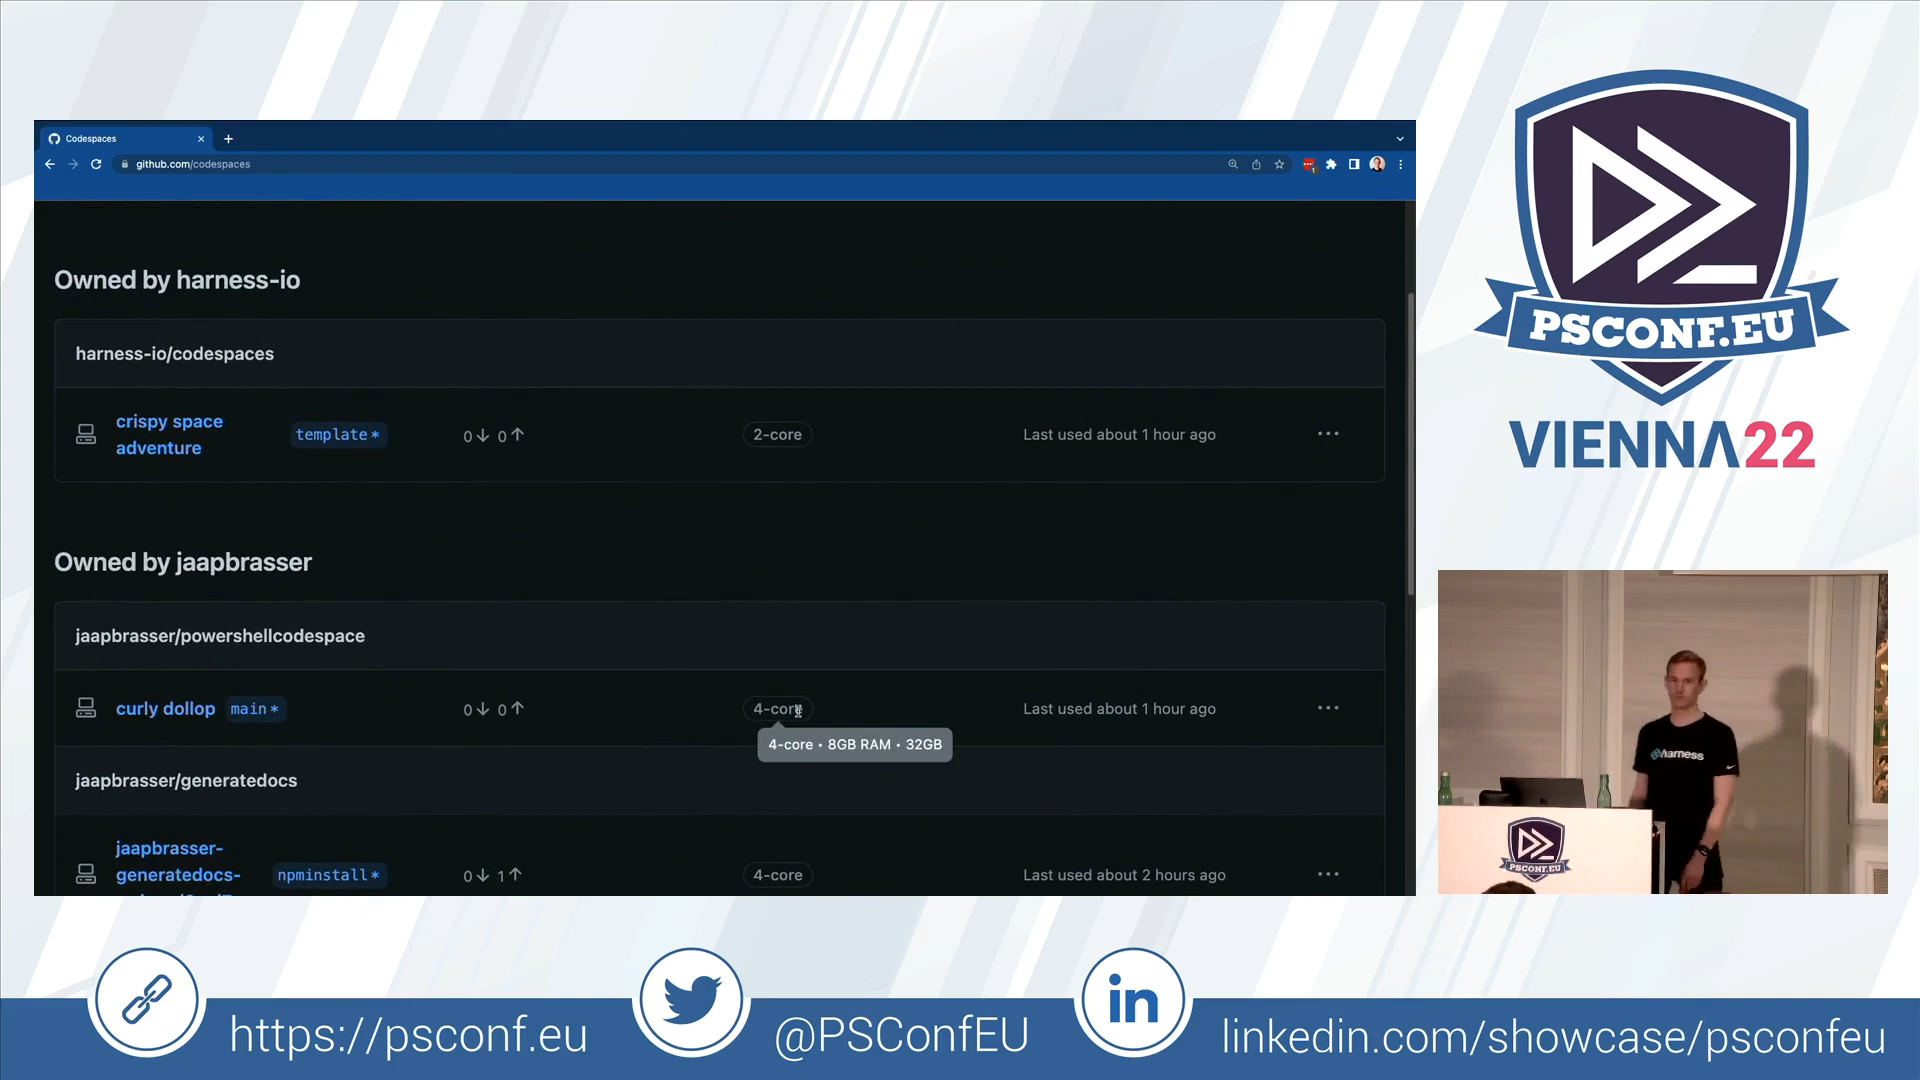 Codespaces
github.com/codespaces
Owned by harness-io
harness-io/codespaces
crispy space
adventure
template*
0↓ 0↑
2-core
Last used about 1 hour ago
Owned by jaapbrasser
jaapbrasser/powershellcodespace
curly dollop
main*
0↓ 0↑
4-core
Last used about 1 hour ago
4-core • 8GB RAM • 32GB
jaapbrasser/generatedocs
jaapbrasser-
generatedocs-
npminstall*
0↓ 1↑
4-core
Last used about 2 hours ago
PSCONF.EU
VIENNA22
harness
PSCONF.EU
https://psconf.eu
@PSConfEU
in
linkedin.com/showcase/psconfeu